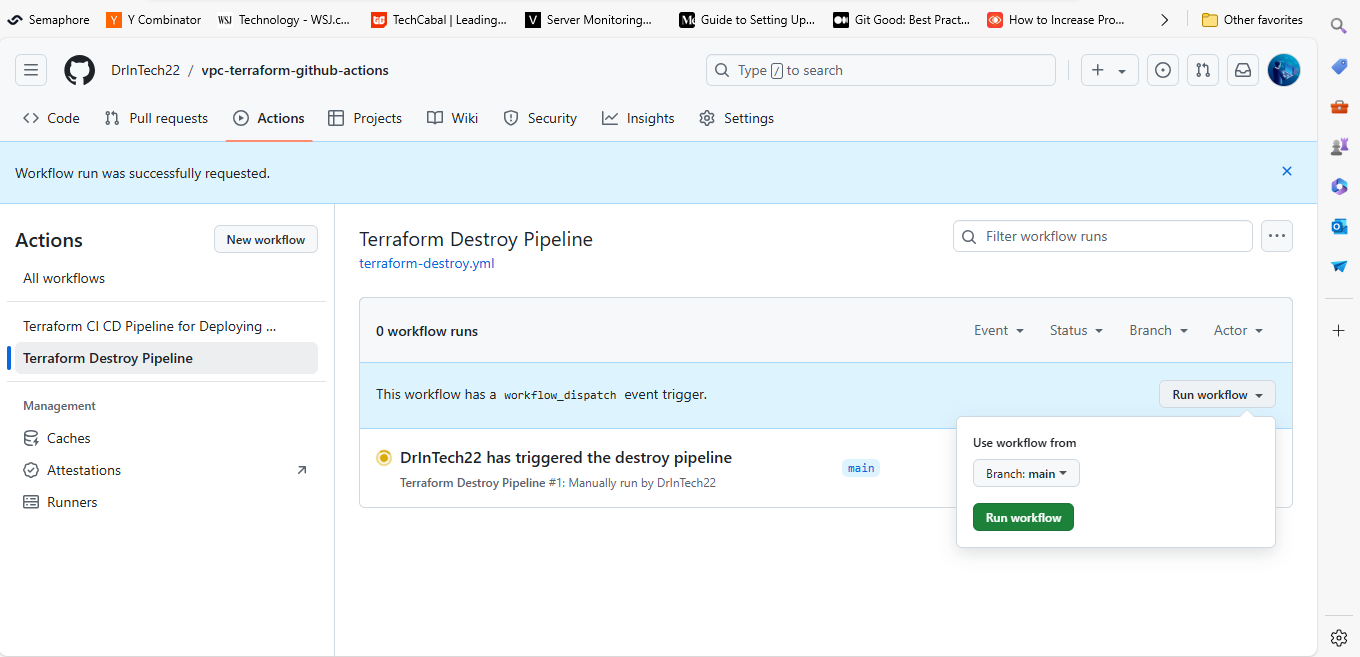 Semaphore Y Combinator WSJ Technology - WSJ.c... TechCabal | Leading... V Server Monitoring... Guide to Setting Up... Git Good: Best Pract... How to Increase Pro... Other favorites
DrInTech22 / vpc-terraform-github-actions Type / to search
Code Pull requests Actions Projects Wiki Security Insights Settings
Workflow run was successfully requested.
Actions New workflow
All workflows
Terraform CI CD Pipeline for Deploying ...
Terraform Destroy Pipeline
Management
Caches
Attestations
Runners
Terraform Destroy Pipeline
terraform-destroy.yml
Filter workflow runs
0 workflow runs Event Status Branch Actor
This workflow has a workflow_dispatch event trigger. Run workflow
DrInTech22 has triggered the destroy pipeline main
Terraform Destroy Pipeline #1: Manually run by DrInTech22
Use workflow from
Branch: main
Run workflow